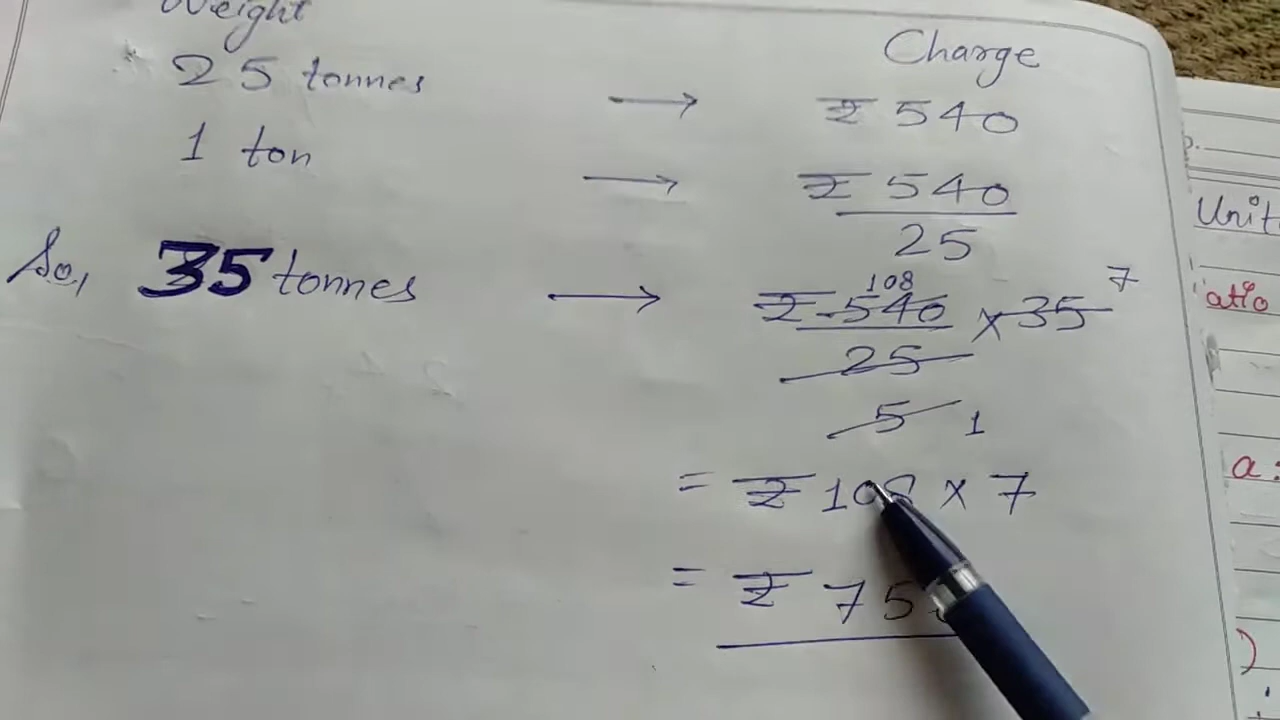 Weight
Charge
25 tonnes → ₹ 540
1 ton → ₹ 540
25
So, 35 tonnes → ₹ 540 × 35
108
7
25
5 1
= ₹ 108 × 7
= ₹ 75
a:
)